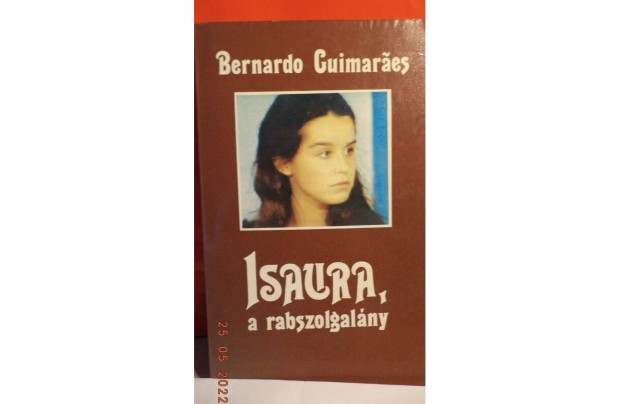 Bernardo Guimarães
ISAURA,
a rabszolgalány
25 05 2022